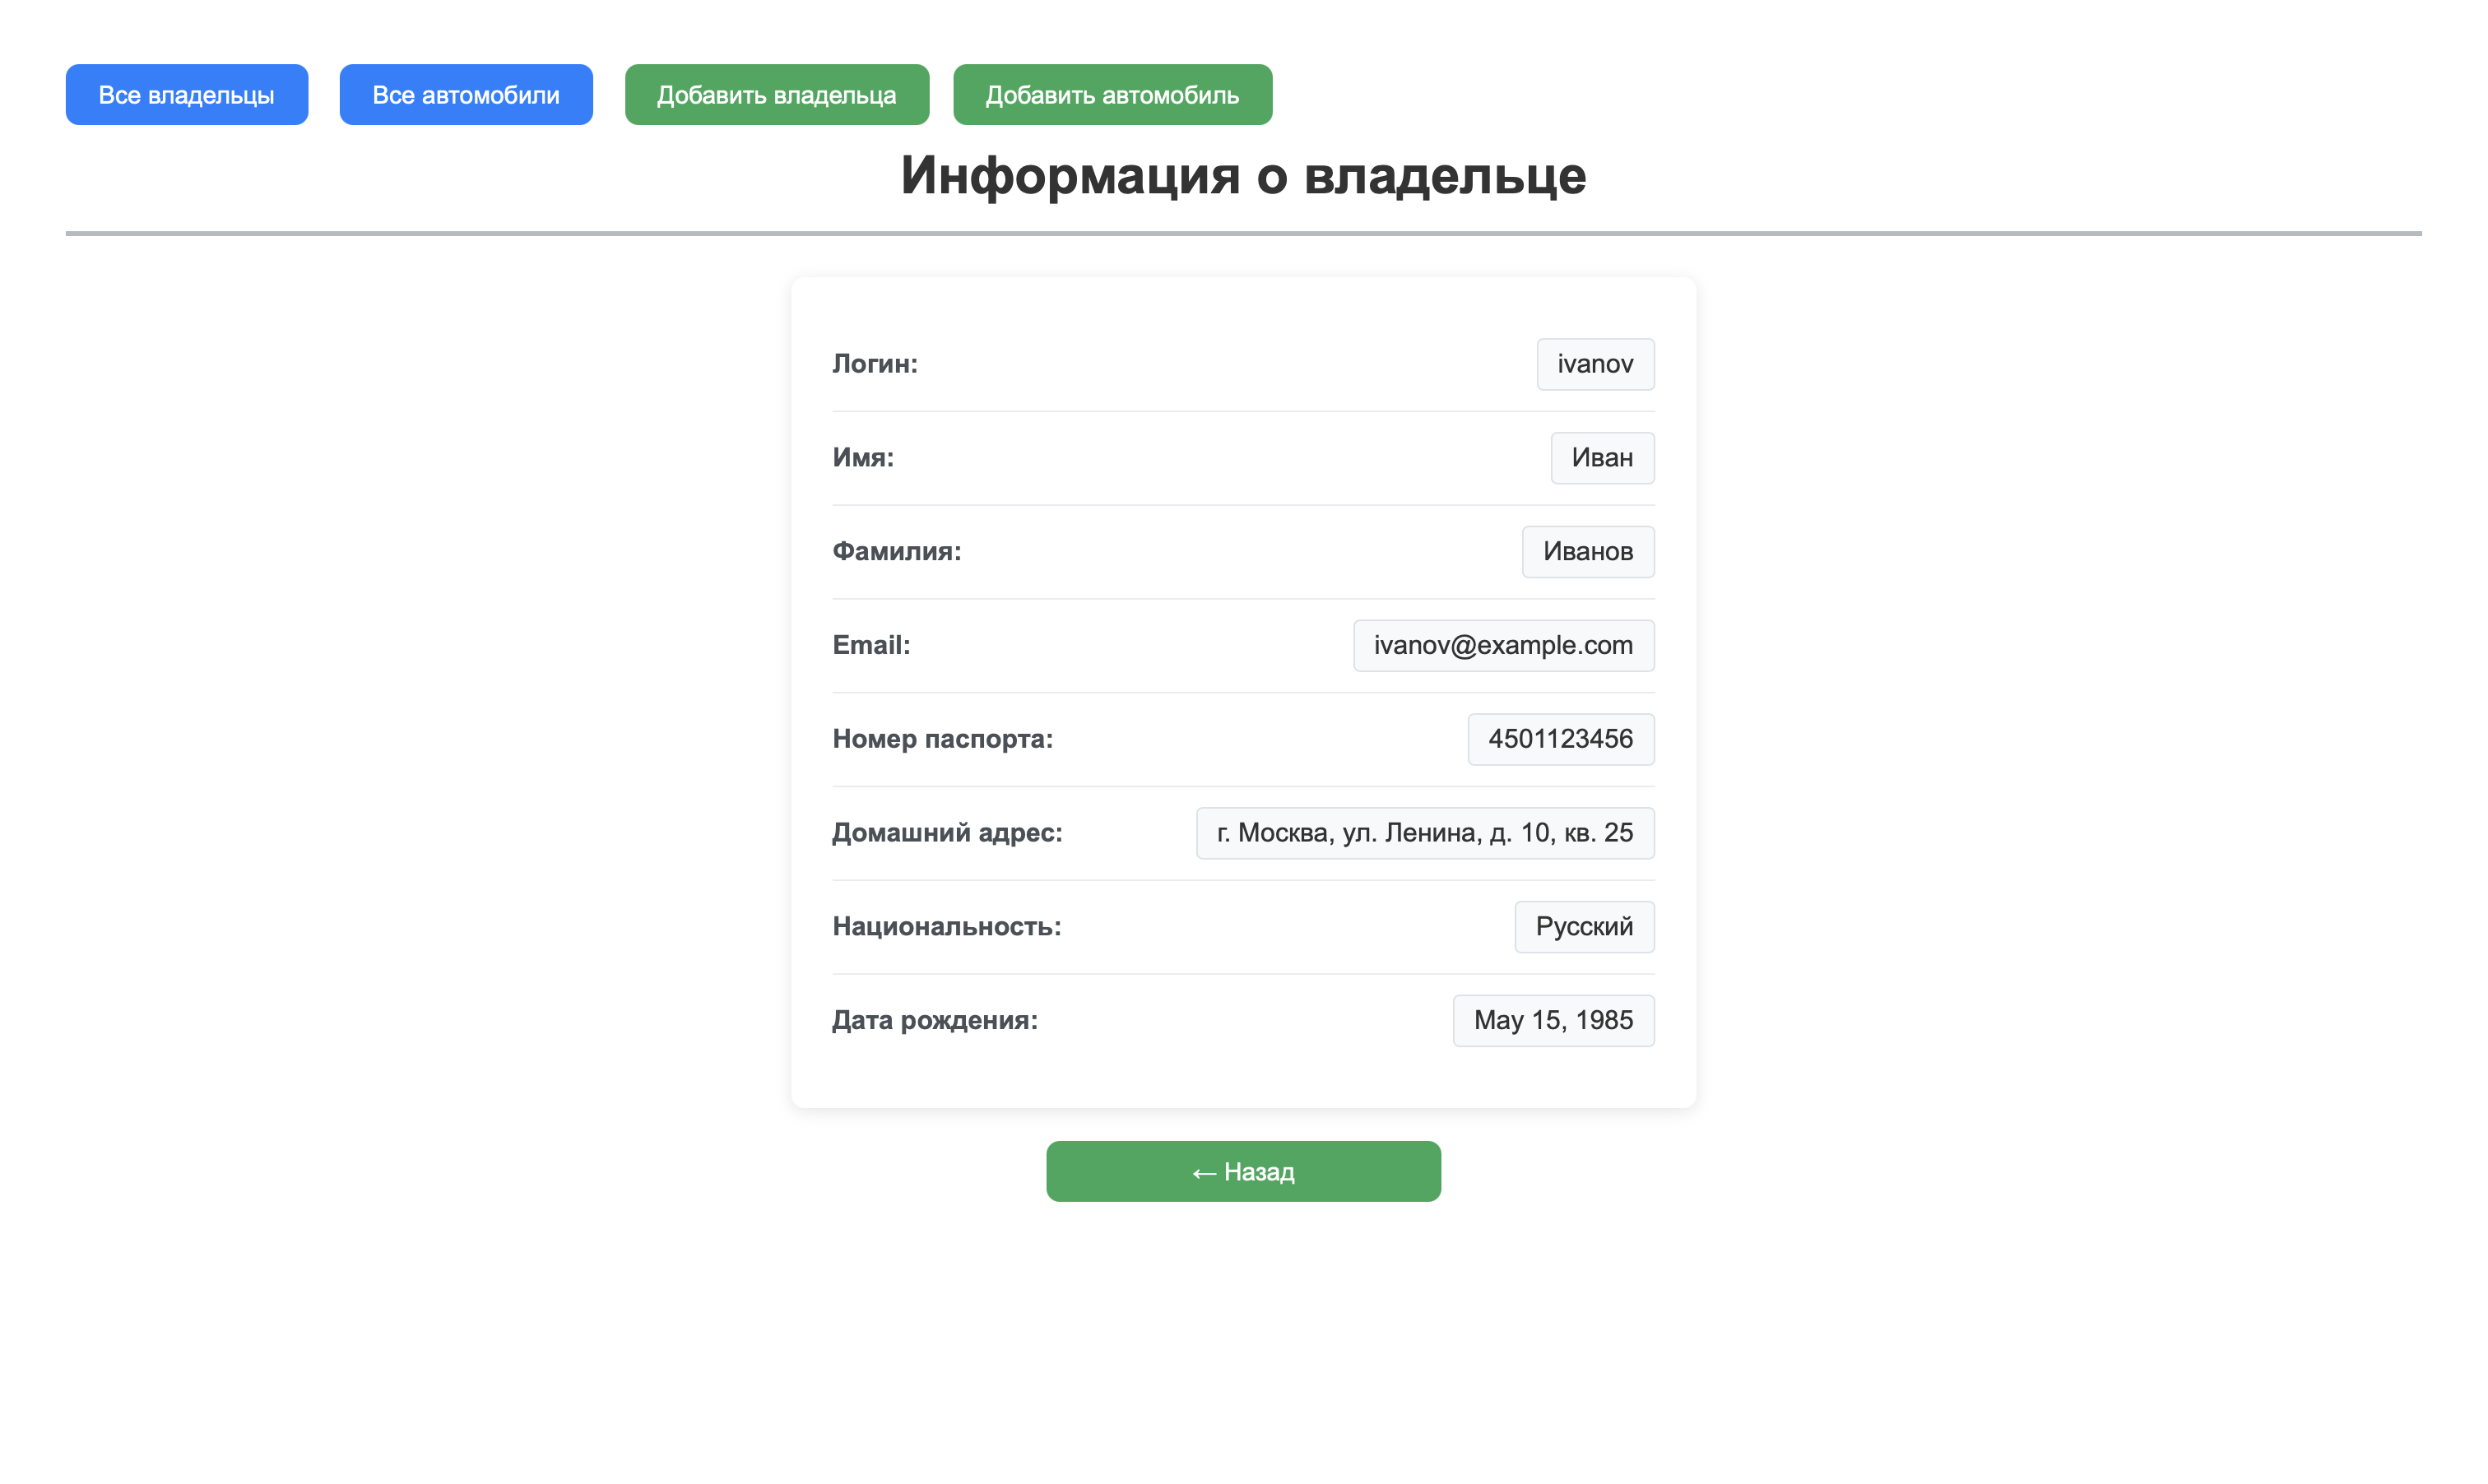 Все владельцы Все автомобили Добавить владельца Добавить автомобиль
Информация о владельце
Логин: ivanov
Имя: Иван
Фамилия: Иванов
Email: ivanov@example.com
Номер паспорта: 4501123456
Домашний адрес: г. Москва, ул. Ленина, д. 10, кв. 25
Национальность: Русский
Дата рождения: May 15, 1985
← Назад